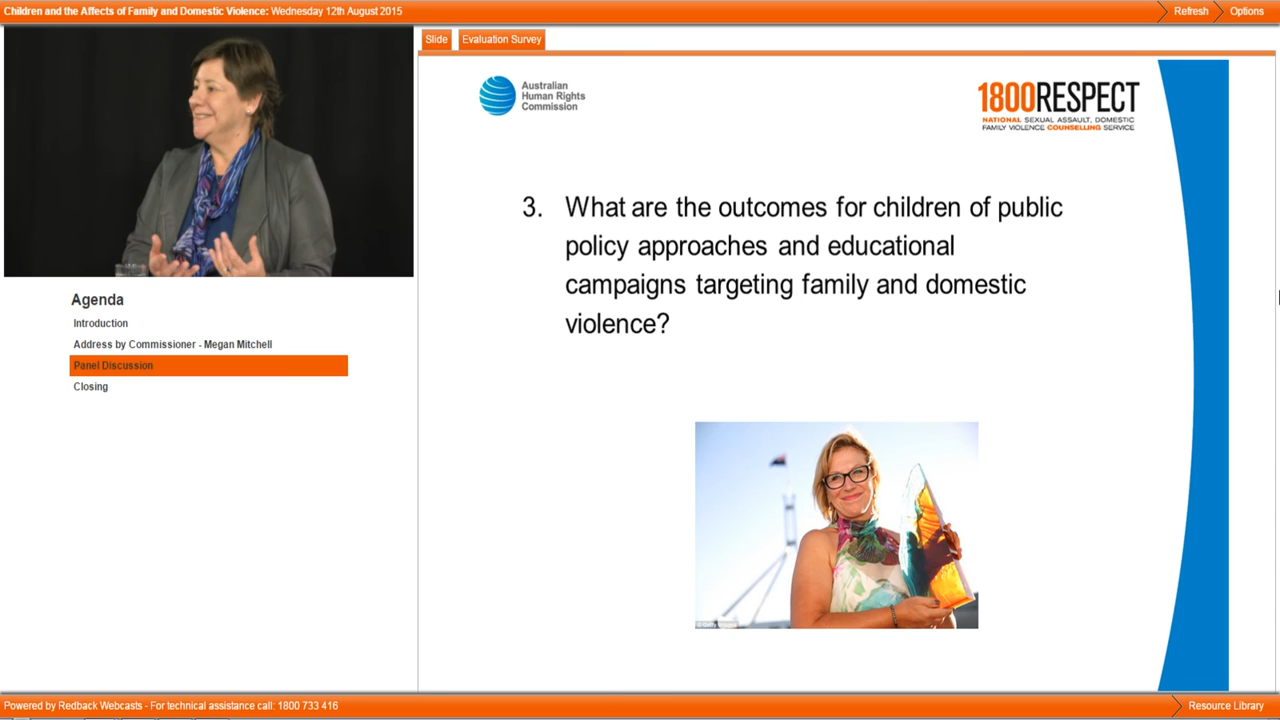 Children and the Affects of Family and Domestic Violence: Wednesday 12th August 2015
Refresh
Options
Slide
Evaluation Survey
Australian
Human Rights
Commission
1800RESPECT
NATIONAL SEXUAL ASSAULT, DOMESTIC
FAMILY VIOLENCE COUNSELLING SERVICE
3. What are the outcomes for children of public
policy approaches and educational
campaigns targeting family and domestic
violence?
Agenda
Introduction
Address by Commissioner - Megan Mitchell
Panel Discussion
Closing
Powered by Redback Webcasts - For technical assistance call: 1800 733 416
Resource Library